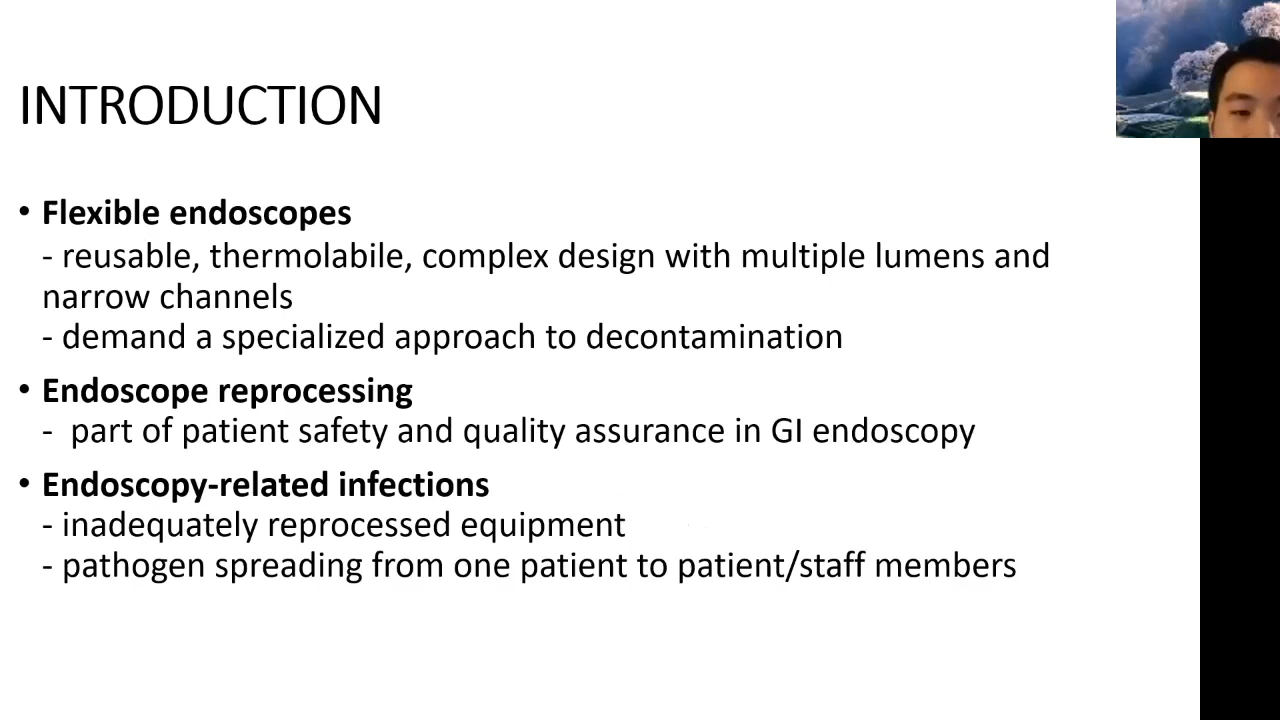 INTRODUCTION
• Flexible endoscopes
- reusable, thermolabile, complex design with multiple lumens and
narrow channels
- demand a specialized approach to decontamination
• Endoscope reprocessing
- part of patient safety and quality assurance in GI endoscopy
• Endoscopy-related infections
- inadequately reprocessed equipment
- pathogen spreading from one patient to patient/staff members